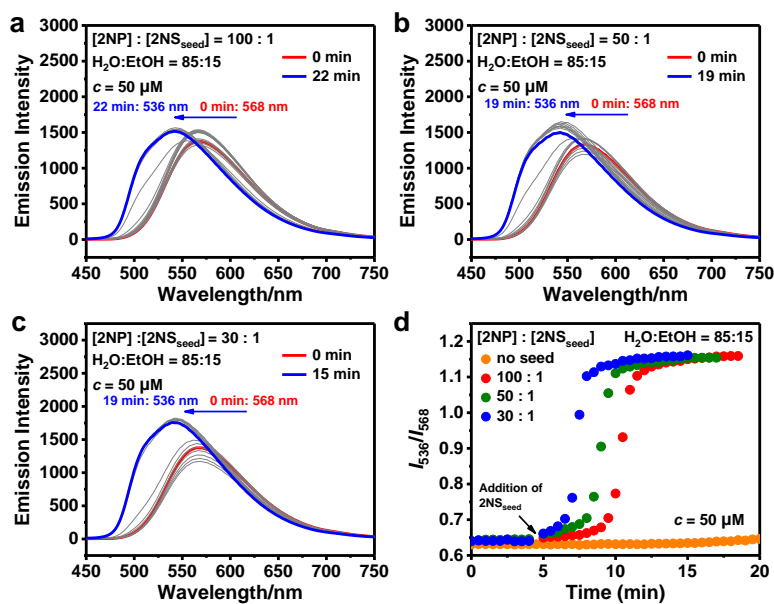 a
[2NP] : [2NSseed] = 100 : 1
H2O:EtOH = 85:15
c = 50 μM
0 min
22 min
22 min: 536 nm 0 min: 568 nm
Emission Intensity
3000
2500
2000
1500
1000
500
0
450 500 550 600 650 700 750
Wavelength/nm
b
[2NP] : [2NSseed] = 50 : 1
H2O:EtOH = 85:15
c = 50 μM
0 min
19 min
19 min: 536 nm 0 min: 568 nm
Emission Intensity
3000
2500
2000
1500
1000
500
0
450 500 550 600 650 700 750
Wavelength/nm
c
[2NP] :[2NSseed] = 30 : 1
H2O:EtOH = 85:15
c = 50 μM
0 min
15 min
19 min: 536 nm 0 min: 568 nm
Emission Intensity
3000
2500
2000
1500
1000
500
0
450 500 550 600 650 700 750
Wavelength/nm
d
[2NP] : [2NSseed] H2O:EtOH = 85:15
no seed
100 : 1
50 : 1
30 : 1
Addition of
2NSseed
c = 50 μM
I536/I568
1.2
1.1
1.0
0.9
0.8
0.7
0.6
0 5 10 15 20
Time (min)